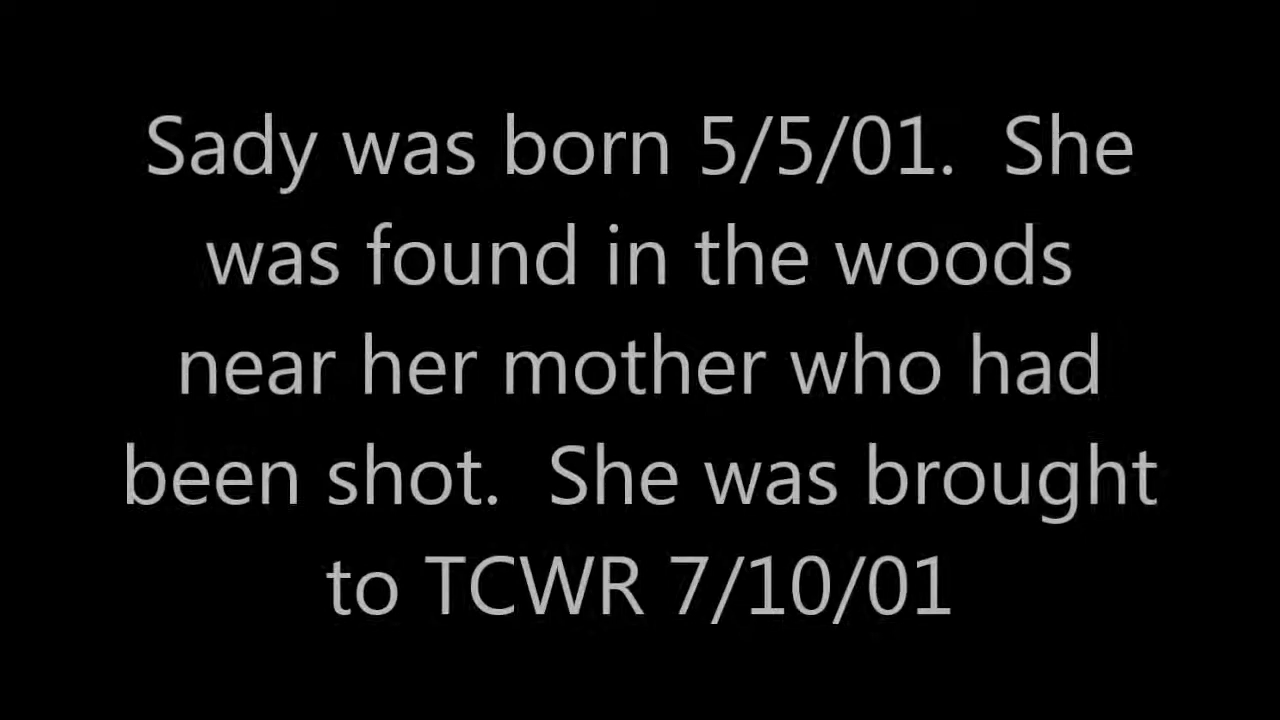 Sady was born 5/5/01.  She
was found in the woods
near her mother who had
been shot.  She was brought
to TCWR 7/10/01